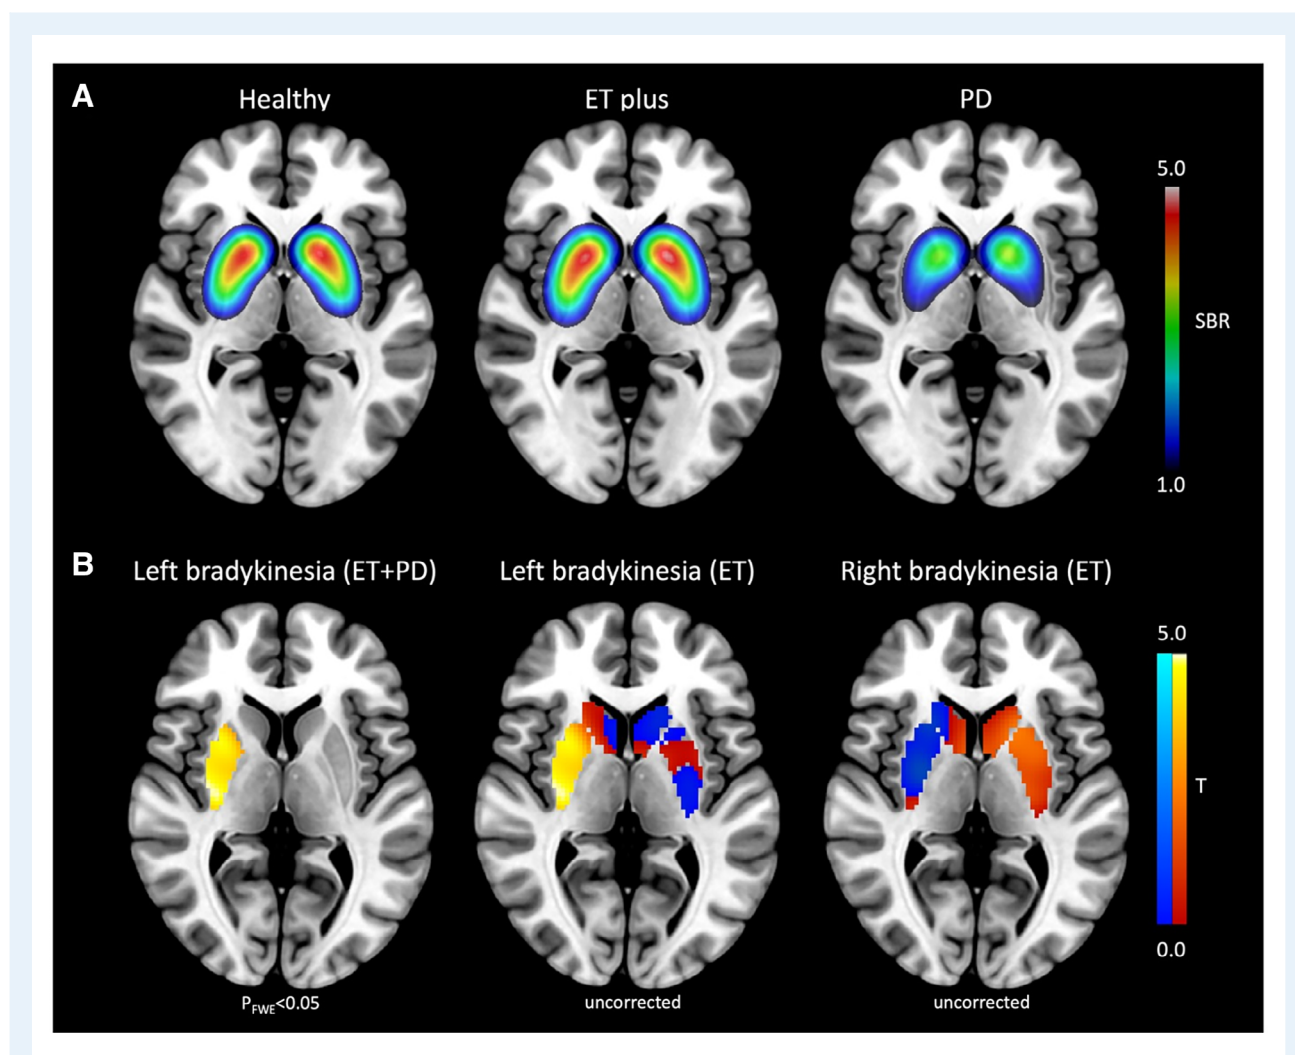 A
Healthy
ET plus
PD
5.0
SBR
1.0
B
Left bradykinesia (ET+PD)
Left bradykinesia (ET)
Right bradykinesia (ET)
5.0
T
0.0
PFWE<0.05
uncorrected
uncorrected